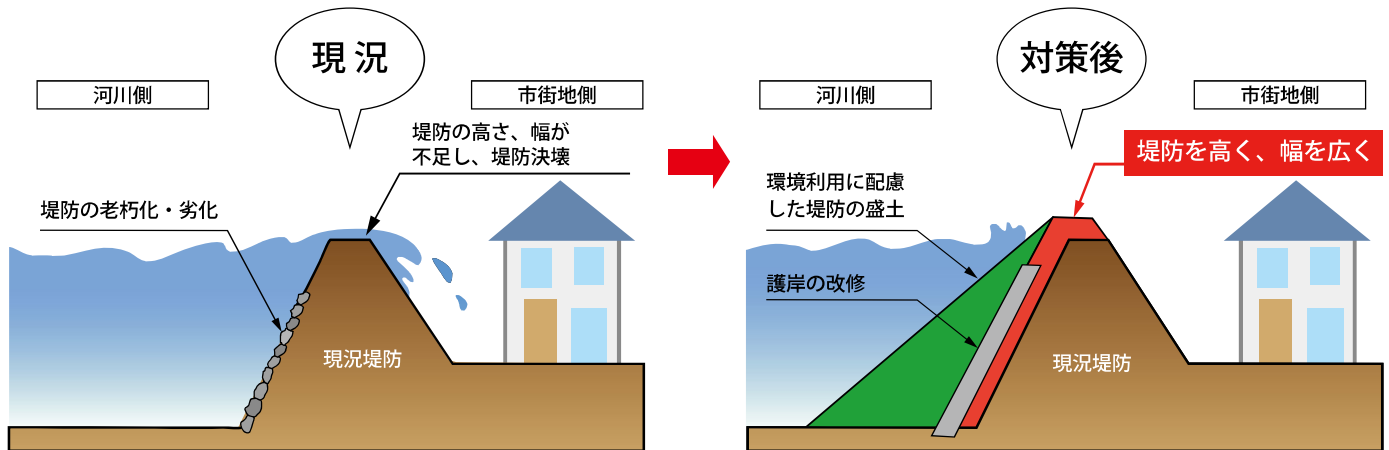 現況
河川側
市街地側
堤防の高さ、幅が
不足し、堤防決壊
堤防の老朽化・劣化
現況堤防
対策後
河川側
市街地側
堤防を高く、幅を広く
環境利用に配慮
した堤防の盛土
護岸の改修
現況堤防